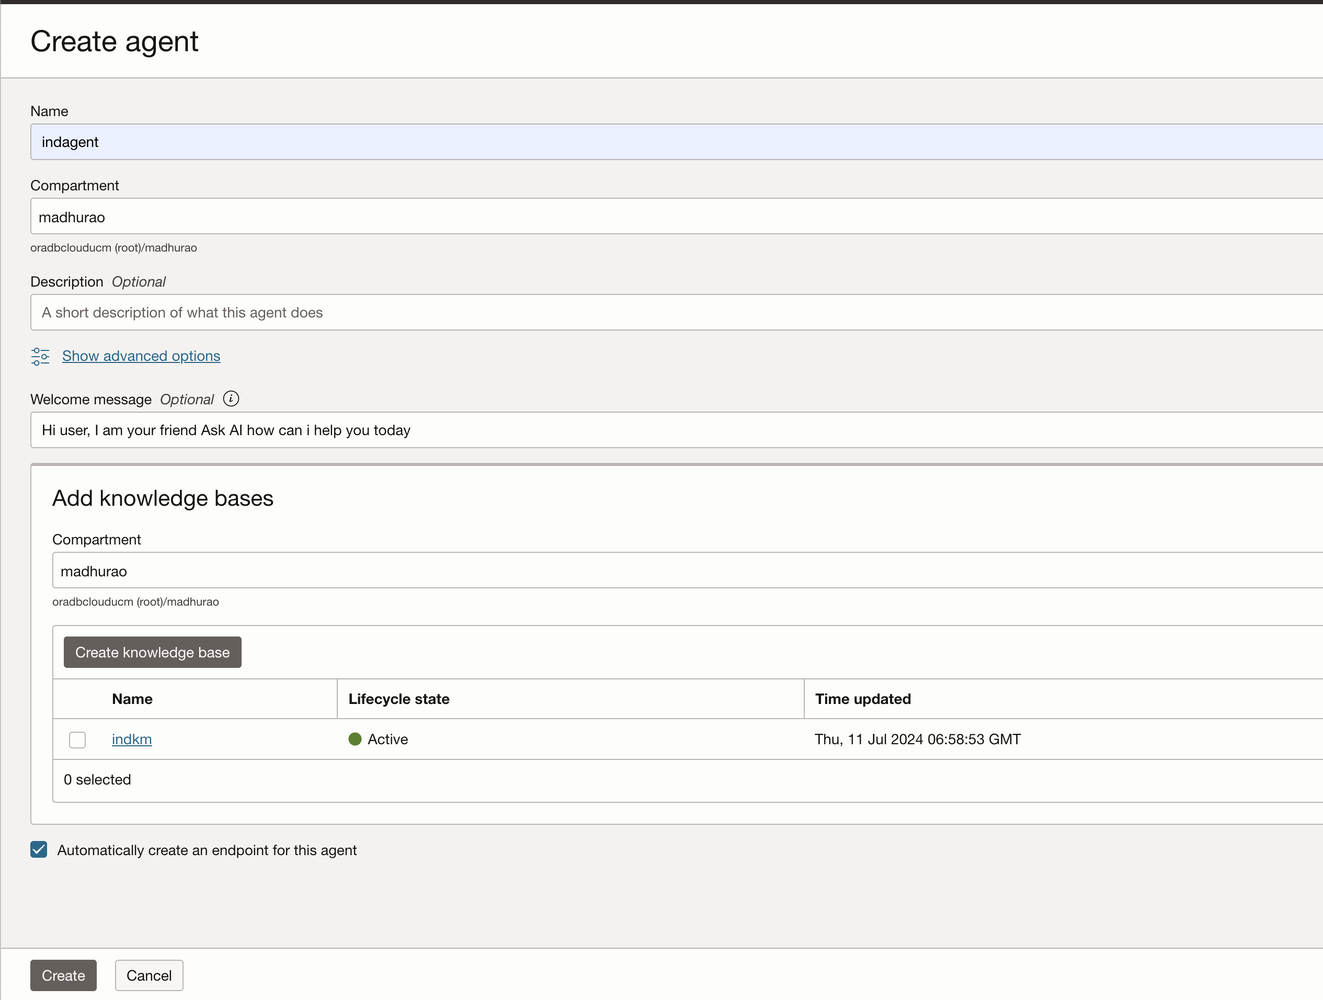 Create agent
Name
indagent
Compartment
madhurao
oradbclouducm (root)/madhurao
Description Optional
A short description of what this agent does
Show advanced options
Welcome message Optional
Hi user, I am your friend Ask AI how can i help you today
Add knowledge bases
Compartment
madhurao
oradbclouducm (root)/madhurao
Create knowledge base
Name Lifecycle state Time updated
indkm Active Thu, 11 Jul 2024 06:58:53 GMT
0 selected
Automatically create an endpoint for this agent
Create Cancel